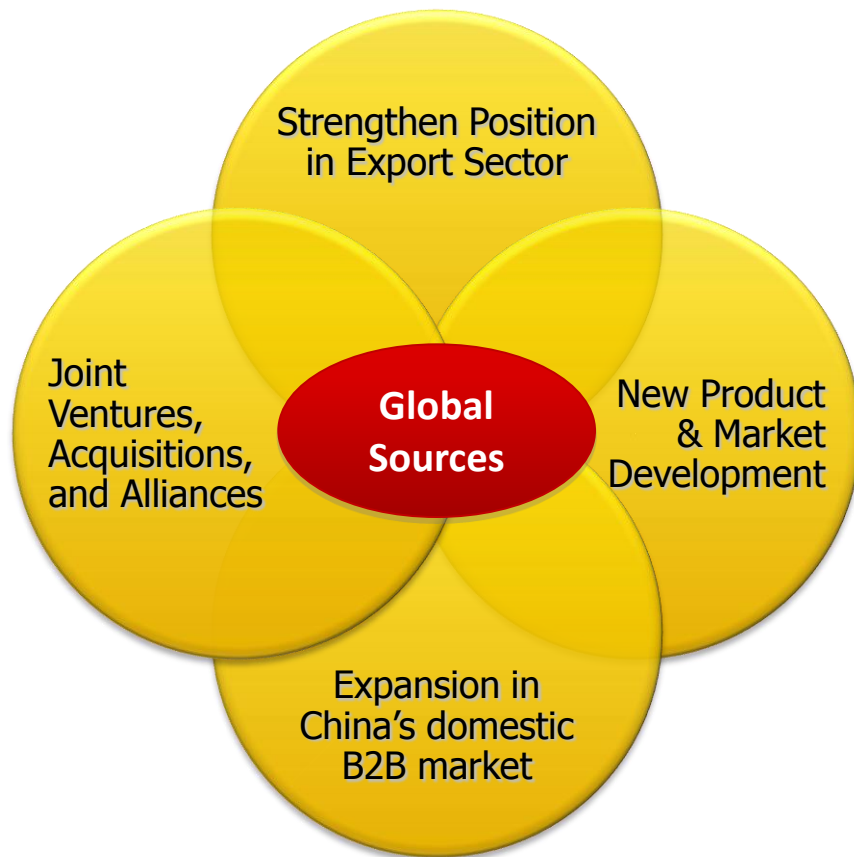 Strengthen Position
in Export Sector
Joint
Ventures,
Acquisitions,
and Alliances
Global
Sources
New Product
& Market
Development
Expansion in
China’s domestic
B2B market